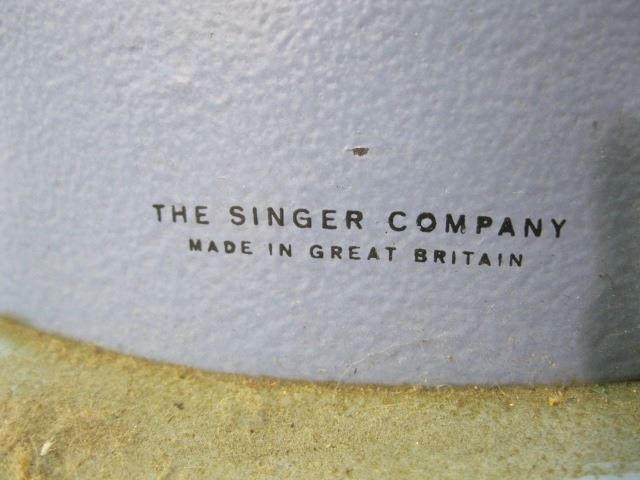 THE SINGER COMPANY
MADE IN GREAT BRITAIN